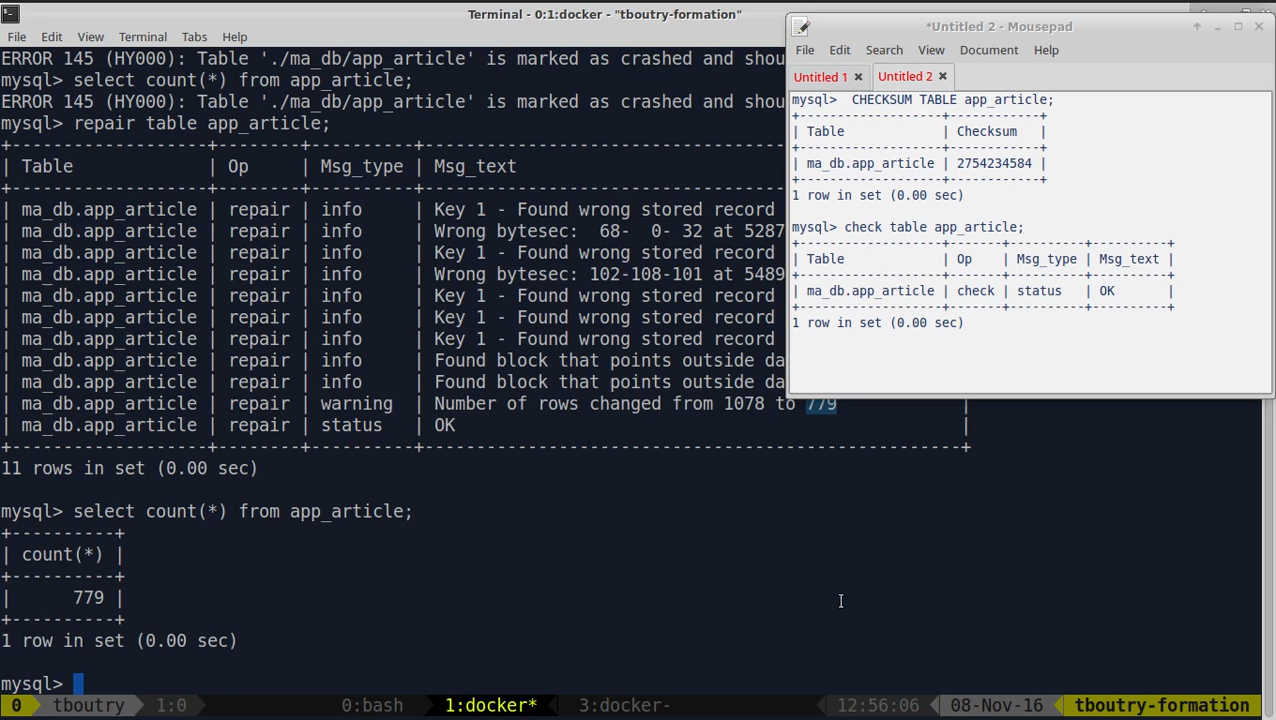 Terminal - 0:1:docker - "tboutry-formation"
File Edit View Terminal Tabs Help
ERROR 145 (HY000): Table './ma_db/app_article' is marked as crashed and shou
mysql> select count(*) from app_article;
ERROR 145 (HY000): Table './ma_db/app_article' is marked as crashed and shou
mysql> repair table app_article;
+-------------------+--------+----------+-----------------------------------
| Table             | Op     | Msg_type | Msg_text
+-------------------+--------+----------+-----------------------------------
| ma_db.app_article | repair | info     | Key 1 - Found wrong stored record
| ma_db.app_article | repair | info     | Wrong bytesec:  68-  0- 32 at 5287
| ma_db.app_article | repair | info     | Key 1 - Found wrong stored record
| ma_db.app_article | repair | info     | Wrong bytesec: 102-108-101 at 5489
| ma_db.app_article | repair | info     | Key 1 - Found wrong stored record
| ma_db.app_article | repair | info     | Key 1 - Found wrong stored record
| ma_db.app_article | repair | info     | Key 1 - Found wrong stored record
| ma_db.app_article | repair | info     | Found block that points outside da
| ma_db.app_article | repair | info     | Found block that points outside da
| ma_db.app_article | repair | warning  | Number of rows changed from 1078 to 779            |
| ma_db.app_article | repair | status   | OK                                                 |
+-------------------+--------+----------+----------------------------------------------------+
11 rows in set (0.00 sec)
mysql> select count(*) from app_article;
+----------+
| count(*) |
+----------+
|      779 |
+----------+
1 row in set (0.00 sec)
mysql>
0 tboutry 1:0 0:bash 1:docker* 3:docker- 12:56:06 08-Nov-16 tboutry-formation
*Untitled 2 - Mousepad
File Edit Search View Document Help
Untitled 1 Untitled 2
mysql>  CHECKSUM TABLE app_article;
+-------------------+------------+
| Table             | Checksum   |
+-------------------+------------+
| ma_db.app_article | 2754234584 |
+-------------------+------------+
1 row in set (0.00 sec)
mysql> check table app_article;
+-------------------+-------+----------+----------+
| Table             | Op    | Msg_type | Msg_text |
+-------------------+-------+----------+----------+
| ma_db.app_article | check | status   | OK       |
+-------------------+-------+----------+----------+
1 row in set (0.00 sec)